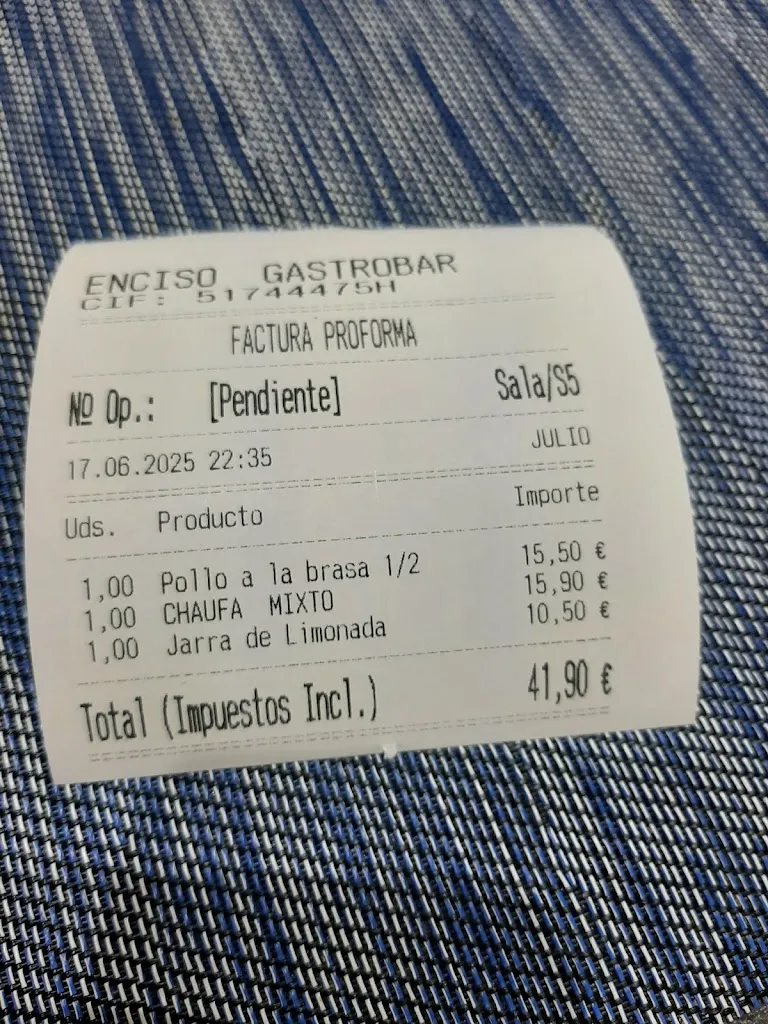 ENCISO GASTROBAR
CIF: 51744475H
FACTURA PROFORMA
Nº Op.: [Pendiente] Sala/S5
17.06.2025 22:35 JULIO
Uds. Producto Importe
1,00 Pollo a la brasa 1/2 15,50 €
1,00 CHAUFA MIXTO 15,90 €
1,00 Jarra de Limonada 10,50 €
Total (Impuestos Incl.) 41,90 €